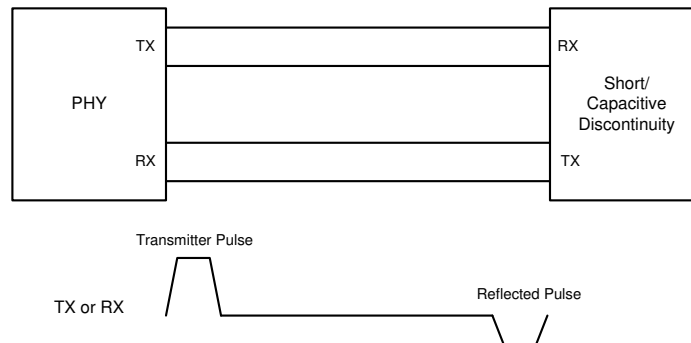 TX
RX
PHY
Short/
Capacitive
Discontinuity
RX
TX
Transmitter Pulse
Reflected Pulse
TX or RX